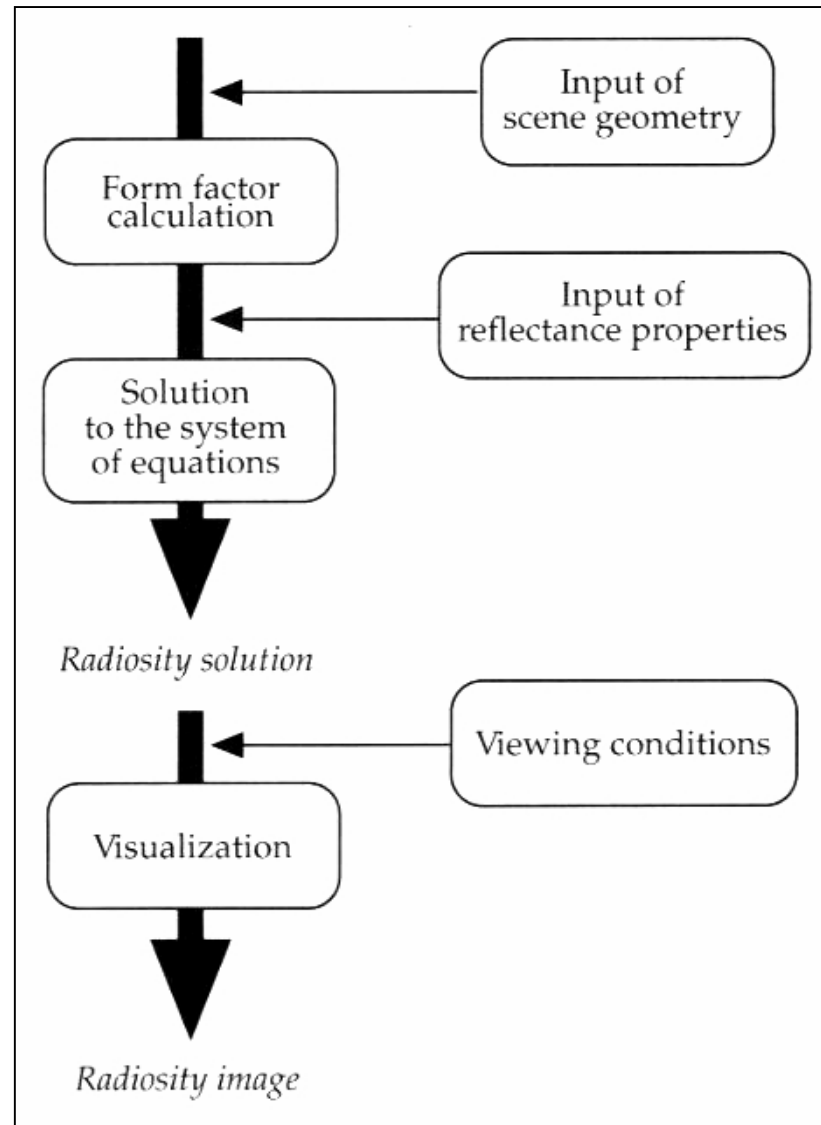 Input of
scene geometry
Form factor
calculation
Input of
reflectance properties
Solution
to the system
of equations
Radiosity solution
Viewing conditions
Visualization
Radiosity image